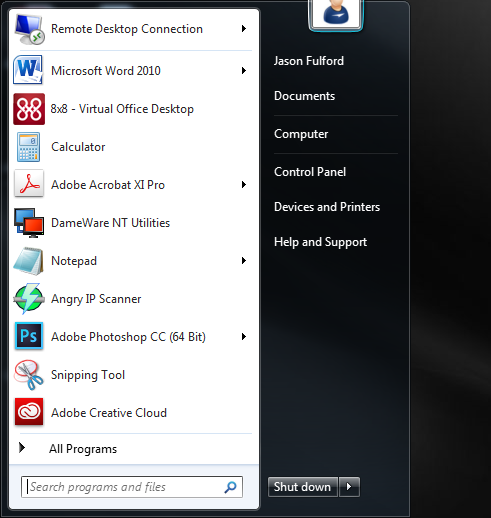 Remote Desktop Connection
Microsoft Word 2010
8x8 - Virtual Office Desktop
Calculator
Adobe Acrobat XI Pro
DameWare NT Utilities
Notepad
Angry IP Scanner
Ps
Adobe Photoshop CC (64 Bit)
Snipping Tool
Adobe Creative Cloud
All Programs
Search programs and files
Jason Fulford
Documents
Computer
Control Panel
Devices and Printers
Help and Support
Shut down